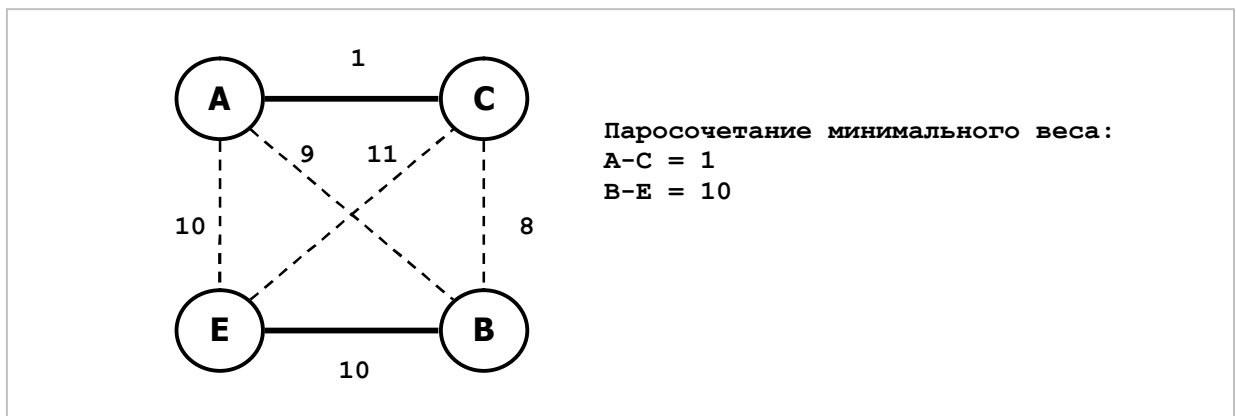 1
A
C
9
11
Паросочетание минимального веса:
A-C = 1
B-E = 10
10
8
E
B
10